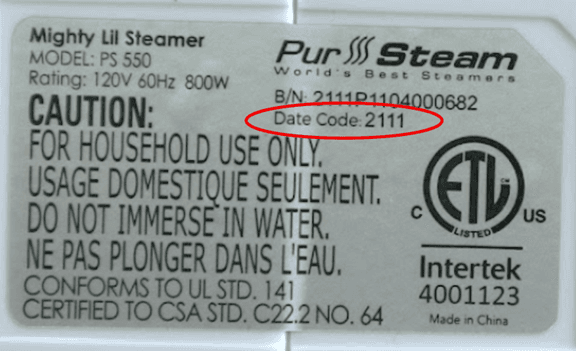 Mighty Lil Steamer
MODEL: PS 550
Rating: 120V 60Hz 800W
PurSteam
World's Best Steamers
B/N: 2111P1104000682
Date Code: 2111
CAUTION:
FOR HOUSEHOLD USE ONLY.
USAGE DOMESTIQUE SEULEMENT.
DO NOT IMMERSE IN WATER.
NE PAS PLONGER DANS L'EAU.
CONFORMS TO UL STD. 141
CERTIFIED TO CSA STD. C22.2 NO. 64
ETL
C US
LISTED
Intertek
4001123
Made in China